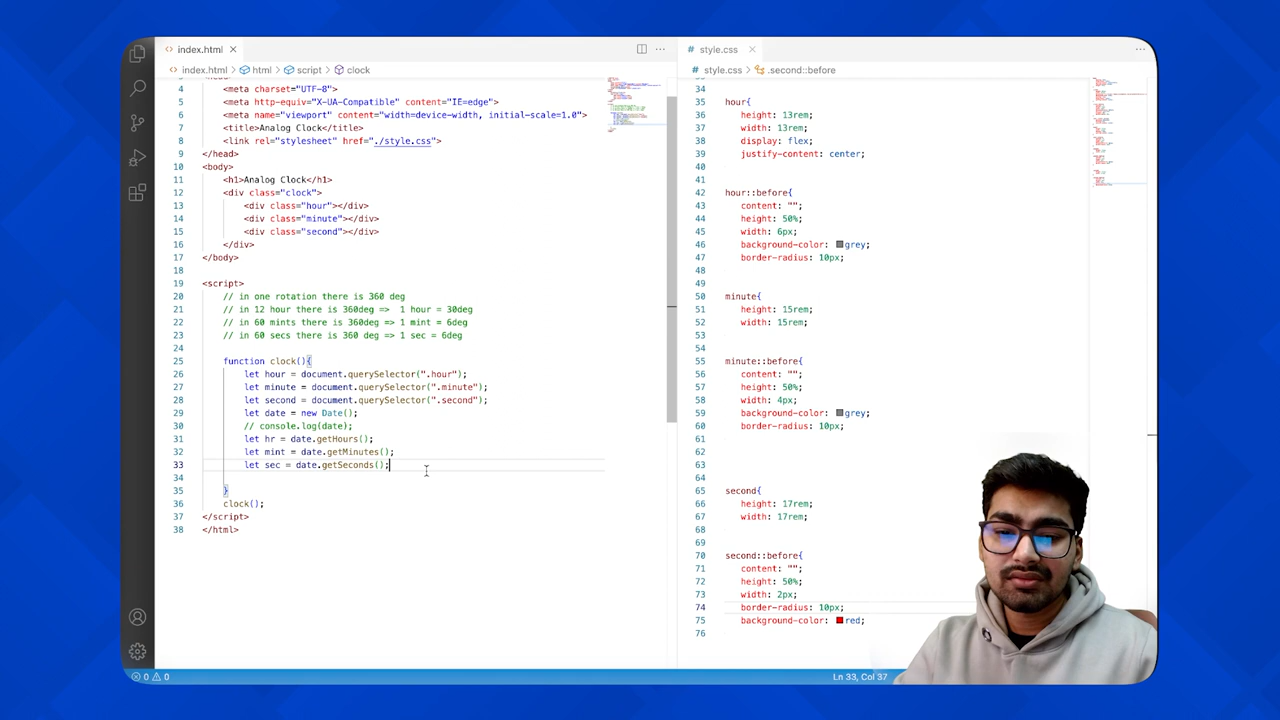 index.html
index.html html script clock
<head>
4 <meta charset="UTF-8">
5 <meta http-equiv="X-UA-Compatible" content="IE=edge">
6 <meta name="viewport" content="width=device-width, initial-scale=1.0">
7 <title>Analog Clock</title>
8 <link rel="stylesheet" href="./style.css">
9 </head>
10 <body>
11 <h1>Analog Clock</h1>
12 <div class="clock">
13 <div class="hour"></div>
14 <div class="minute"></div>
15 <div class="second"></div>
16 </div>
17 </body>
18
19 <script>
20 // in one rotation there is 360 deg
21 // in 12 hour there is 360deg => 1 hour = 30deg
22 // in 60 mints there is 360deg => 1 mint = 6deg
23 // in 60 secs there is 360 deg => 1 sec = 6deg
24
25 function clock(){
26 let hour = document.querySelector(".hour");
27 let minute = document.querySelector(".minute");
28 let second = document.querySelector(".second");
29 let date = new Date();
30 // console.log(date);
31 let hr = date.getHours();
32 let mint = date.getMinutes();
33 let sec = date.getSeconds();
34
35 }
36 clock();
37 </script>
38 </html>
style.css
# style.css .second::before
34
35 hour{
36 height: 13rem;
37 width: 13rem;
38 display: flex;
39 justify-content: center;
40
41
42 hour::before{
43 content: "";
44 height: 50%;
45 width: 6px;
46 background-color: grey;
47 border-radius: 10px;
48
49
50 minute{
51 height: 15rem;
52 width: 15rem;
53
54
55 minute::before{
56 content: "";
57 height: 50%;
58 width: 4px;
59 background-color: grey;
60 border-radius: 10px;
61
62
63
64
65 second{
66 height: 17rem;
67 width: 17rem;
68
69
70 second::before{
71 content: "";
72 height: 50%;
73 width: 2px;
74 border-radius: 10px;
75 background-color: red;
76
0 0
Ln 33, Col 37